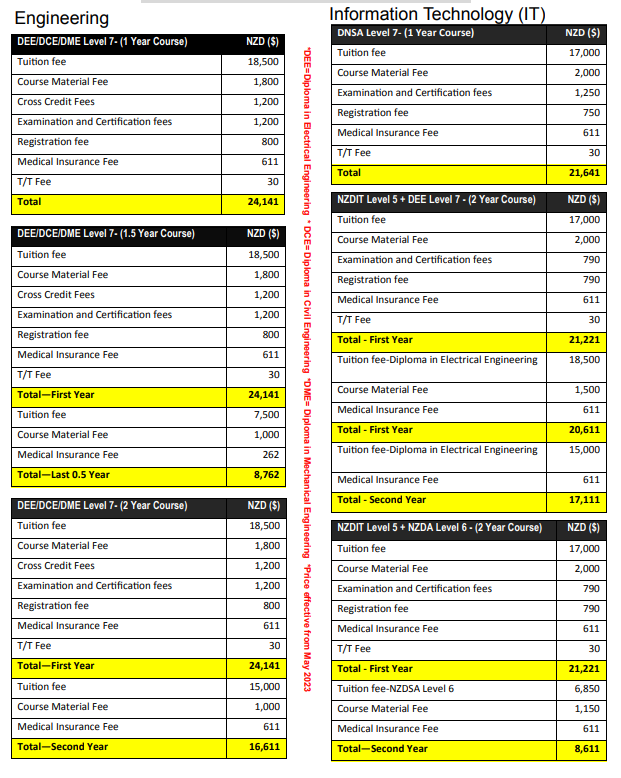 Engineering
DEE/DCE/DME Level 7- (1 Year Course) NZD ($)
Tuition fee 18,500
Course Material Fee 1,800
Cross Credit Fees 1,200
Examination and Certification fees 1,200
Registration fee 800
Medical Insurance Fee 611
T/T Fee 30
Total 24,141
DEE/DCE/DME Level 7- (1.5 Year Course) NZD ($)
Tuition fee 18,500
Course Material Fee 1,800
Cross Credit Fees 1,200
Examination and Certification fees 1,200
Registration fee 800
Medical Insurance Fee 611
T/T Fee 30
Total—First Year 24,141
Tuition fee 7,500
Course Material Fee 1,000
Medical Insurance Fee 262
Total—Last 0.5 Year 8,762
DEE/DCE/DME Level 7- (2 Year Course) NZD ($)
Tuition fee 18,500
Course Material Fee 1,800
Cross Credit Fees 1,200
Examination and Certification fees 1,200
Registration fee 800
Medical Insurance Fee 611
T/T Fee 30
Total—First Year 24,141
Tuition fee 15,000
Course Material Fee 1,000
Medical Insurance Fee 611
Total—Second Year 16,611
*DEE=Diploma in Electrical Engineering * DCE= Diploma in Civil Engineering *DME= Diploma in Mechanical Engineering *Price effective from May 2023
Information Technology (IT)
DNSA Level 7- (1 Year Course) NZD ($)
Tuition fee 17,000
Course Material Fee 2,000
Examination and Certification fees 1,250
Registration fee 750
Medical Insurance Fee 611
T/T Fee 30
Total 21,641
NZDIT Level 5 + DEE Level 7 - (2 Year Course) NZD ($)
Tuition fee 17,000
Course Material Fee 2,000
Examination and Certification fees 790
Registration fee 790
Medical Insurance Fee 611
T/T Fee 30
Total - First Year 21,221
Tuition fee-Diploma in Electrical Engineering 18,500
Course Material Fee 1,500
Medical Insurance Fee 611
Total - First Year 20,611
Tuition fee-Diploma in Electrical Engineering 15,000
Medical Insurance Fee 611
Total - Second Year 17,111
NZDIT Level 5 + NZDA Level 6 - (2 Year Course) NZD ($)
Tuition fee 17,000
Course Material Fee 2,000
Examination and Certification fees 790
Registration fee 790
Medical Insurance Fee 611
T/T Fee 30
Total - First Year 21,221
Tuition fee-NZDSA Level 6 6,850
Course Material Fee 1,150
Medical Insurance Fee 611
Total—Second Year 8,611